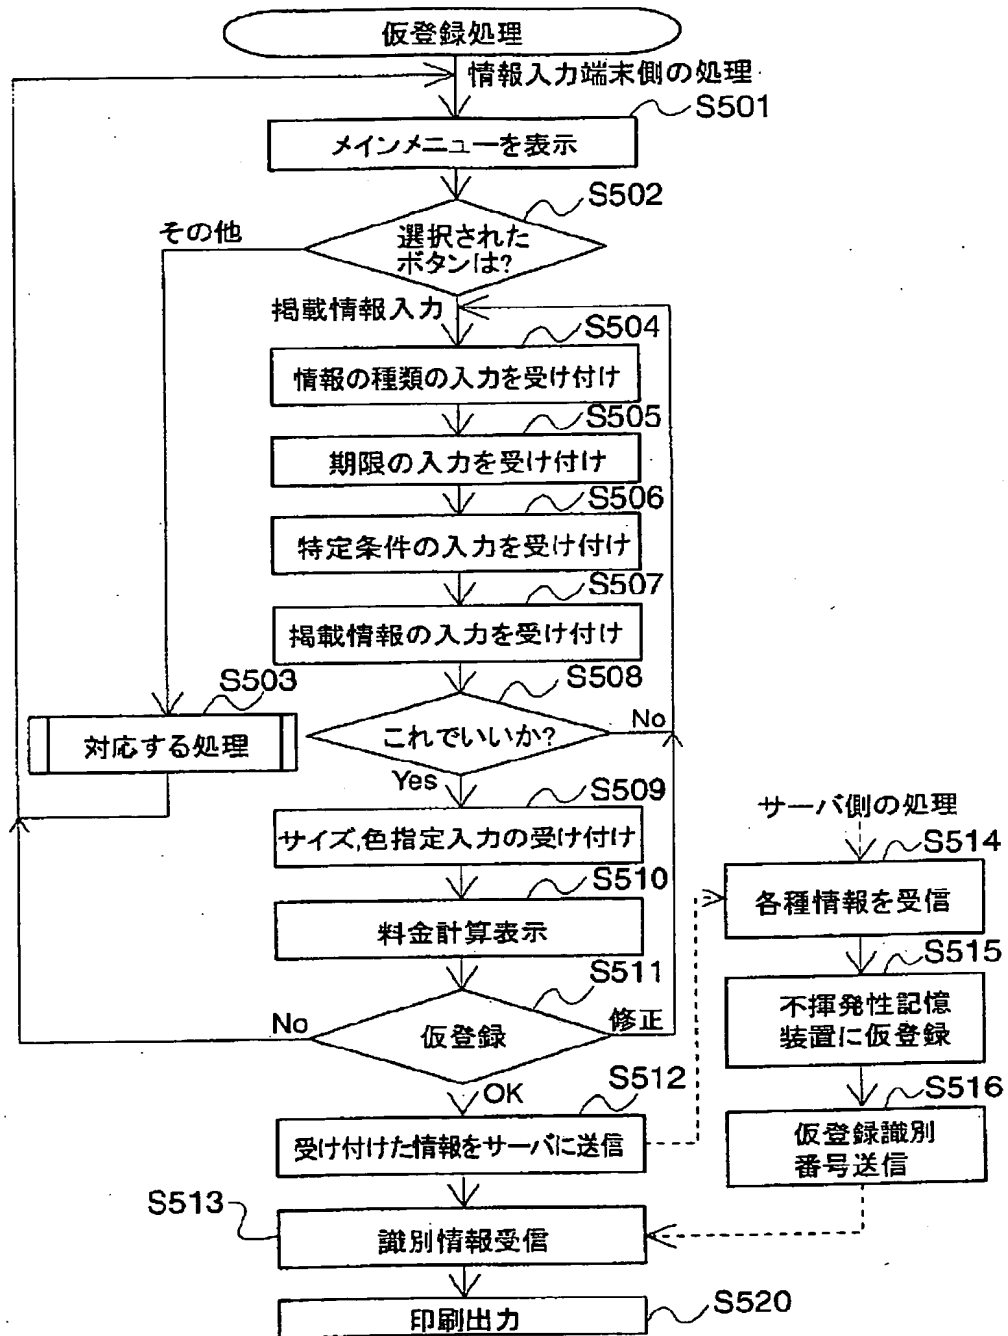 仮登録処理
情報入力端末側の処理
S501
メインメニューを表示
S502
その他
選択された
ボタンは?
掲載情報入力
S504
情報の種類の入力を受け付け
S505
期限の入力を受け付け
S506
特定条件の入力を受け付け
S507
掲載情報の入力を受け付け
S508
これでいいか?
No
Yes
S503
対応する処理
S509
サイズ,色指定入力の受け付け
S510
料金計算表示
S511
仮登録
No
修正
OK
S512
受け付けた情報をサーバに送信
S513
識別情報受信
S520
印刷出力
サーバ側の処理
S514
各種情報を受信
S515
不揮発性記憶
装置に仮登録
S516
仮登録識別
番号送信